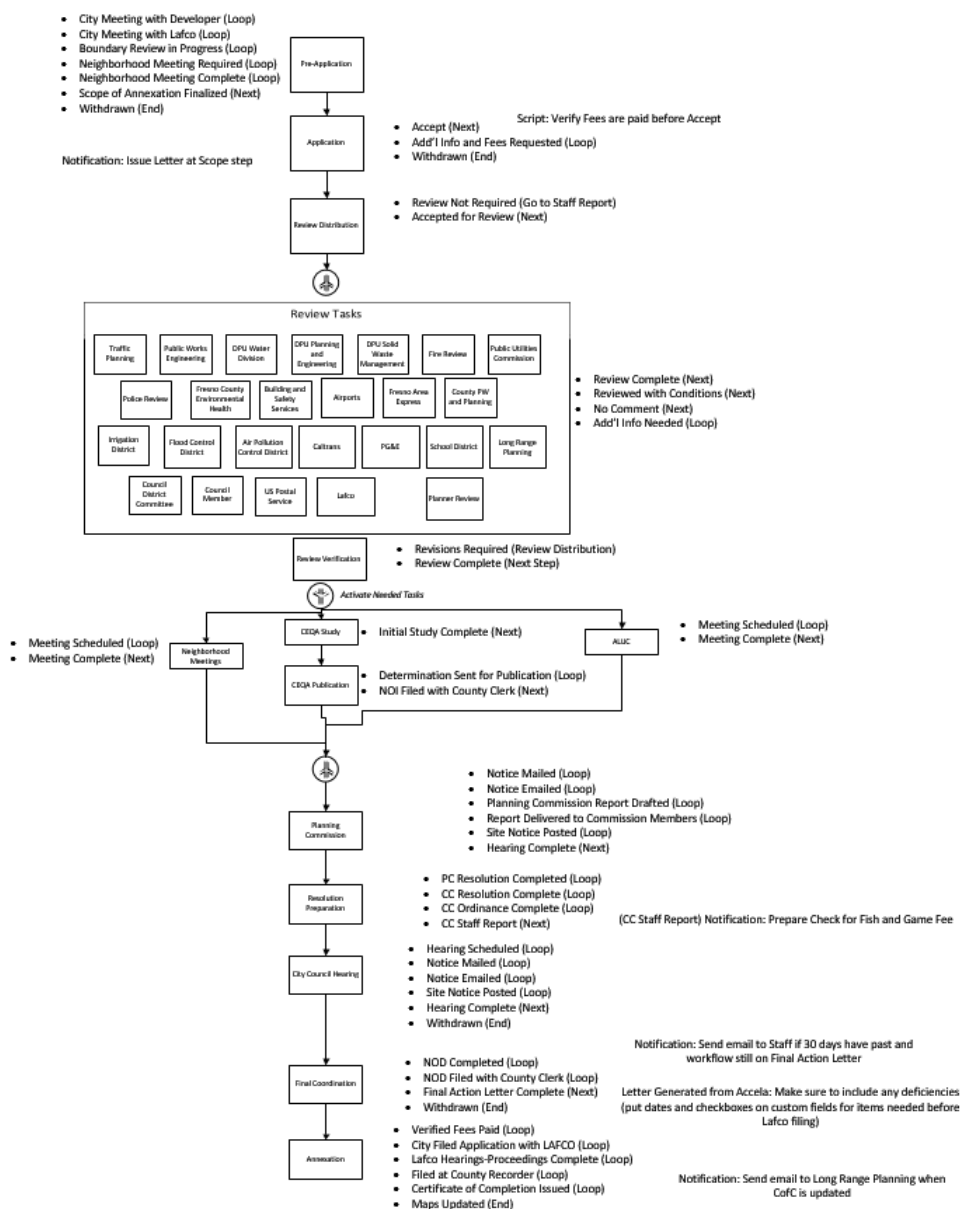 • City Meeting with Developer (Loop)
• City Meeting with Lafco (Loop)
• Boundary Review in Progress (Loop)
• Neighborhood Meeting Required (Loop)
• Neighborhood Meeting Complete (Loop)
• Scope of Annexation Finalized (Next)
• Withdrawn (End)
Pre-Application
Notification: Issue Letter at Scope step
Application
• Accept (Next)
• Add'l Info and Fees Requested (Loop)
• Withdrawn (End)
Script: Verify Fees are paid before Accept
Review Distribution
• Review Not Required (Go to Staff Report)
• Accepted for Review (Next)
Review Tasks
Traffic
Planning
Public Works
Engineering
DPU Water
Division
DPU Planning
and
Engineering
DPU Solid
Waste
Management
Fire Review
Public Utilities
Commission
Police Review
Fresno County
Environmental
Health
Building and
Safety
Services
Airports
Fresno Area
Express
County PW
and Planning
Irrigation
District
Flood Control
District
Air Pollution
Control District
Caltrans
PG&E
School District
Long Range
Planning
Council
District
Committee
Council
Member
US Postal
Service
Lafco
Planner Review
• Review Complete (Next)
• Reviewed with Conditions (Next)
• No Comment (Next)
• Add'l Info Needed (Loop)
Review Verification
• Revisions Required (Review Distribution)
• Review Complete (Next Step)
Activate Needed Tasks
• Meeting Scheduled (Loop)
• Meeting Complete (Next)
Neighborhood
Meetings
CEQA Study
• Initial Study Complete (Next)
CEQA Publication
• Determination Sent for Publication (Loop)
• NOI Filed with County Clerk (Next)
ALUC
• Meeting Scheduled (Loop)
• Meeting Complete (Next)
Planning
Commission
• Notice Mailed (Loop)
• Notice Emailed (Loop)
• Planning Commission Report Drafted (Loop)
• Report Delivered to Commission Members (Loop)
• Site Notice Posted (Loop)
• Hearing Complete (Next)
Resolution
Preparation
• PC Resolution Completed (Loop)
• CC Resolution Complete (Loop)
• CC Ordinance Complete (Loop)
• CC Staff Report (Next)
(CC Staff Report) Notification: Prepare Check for Fish and Game Fee
City Council Hearing
• Hearing Scheduled (Loop)
• Notice Mailed (Loop)
• Notice Emailed (Loop)
• Site Notice Posted (Loop)
• Hearing Complete (Next)
• Withdrawn (End)
Notification: Send email to Staff if 30 days have past and
workflow still on Final Action Letter
Final Coordination
• NOD Completed (Loop)
• NOD Filed with County Clerk (Loop)
• Final Action Letter Complete (Next)
• Withdrawn (End)
Letter Generated from Accela: Make sure to include any deficiencies
(put dates and checkboxes on custom fields for items needed before
Lafco filing)
Annexation
• Verified Fees Paid (Loop)
• City Filed Application with LAFCO (Loop)
• Lafco Hearings-Proceedings Complete (Loop)
• Filed at County Recorder (Loop)
• Certificate of Completion Issued (Loop)
• Maps Updated (End)
Notification: Send email to Long Range Planning when
CofC is updated